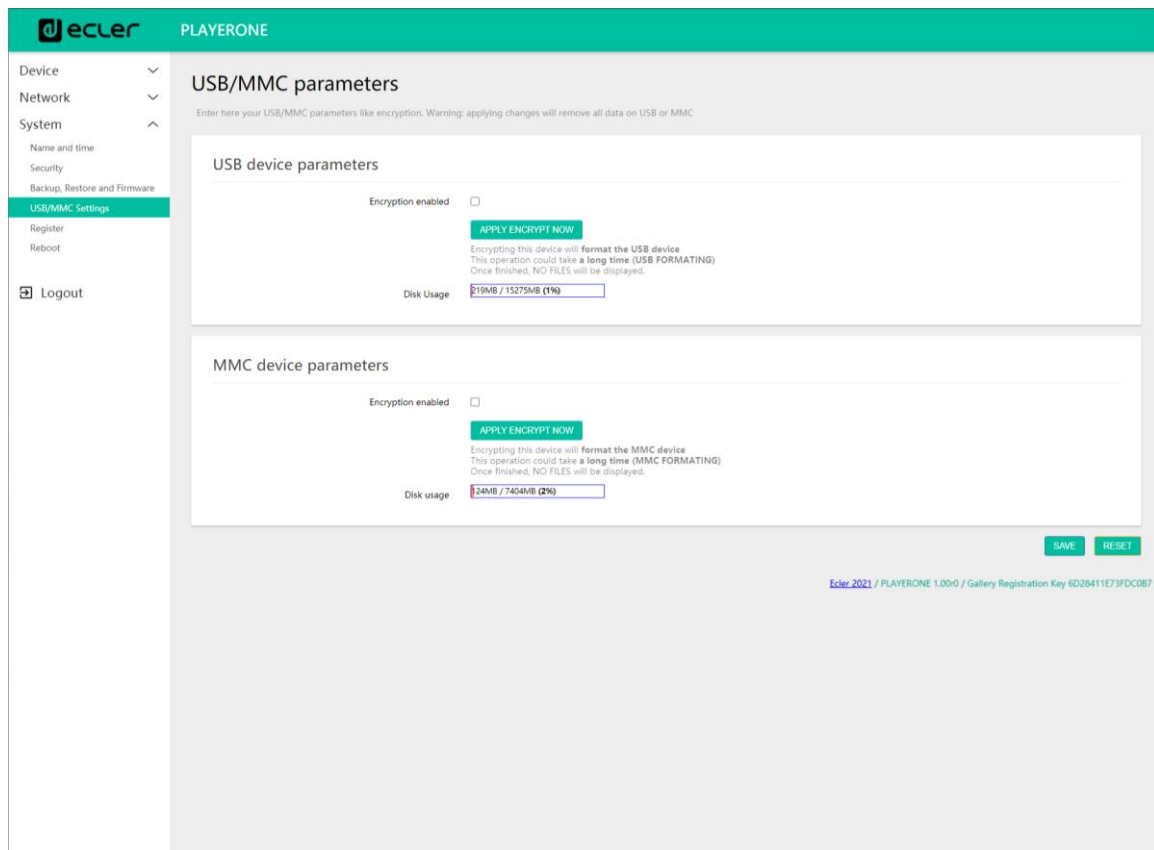 ecler
PLAYERONE
Device
Network
System
Name and time
Security
Backup, Restore and Firmware
USB/MMC Settings
Register
Reboot
Logout
USB/MMC parameters
Enter here your USB/MMC parameters like encryption. Warning: applying changes will remove all data on USB or MMC
USB device parameters
Encryption enabled
APPLY ENCRYPT NOW
Encrypting this device will format the USB device
This operation could take a long time (USB FORMATING)
Once finished, NO FILES will be displayed.
Disk Usage
219MB / 15275MB (1%)
MMC device parameters
Encryption enabled
APPLY ENCRYPT NOW
Encrypting this device will format the MMC device
This operation could take a long time (MMC FORMATING)
Once finished, NO FILES will be displayed.
Disk usage
124MB / 7404MB (2%)
SAVE
RESET
Ecler 2021 / PLAYERONE 1.00r0 / Gallery Registration Key 6D28411E73FDC0B7